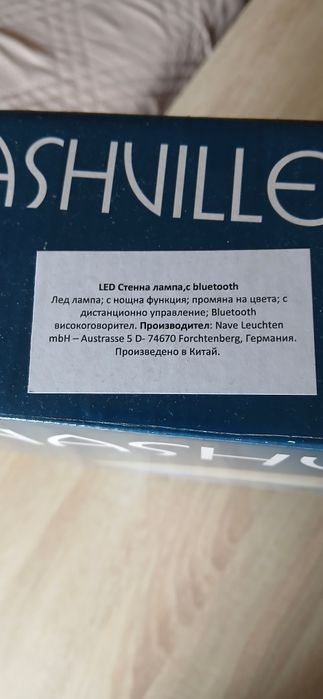 ASHVILLE
LED Стенна лампа,с bluetooth
Лед лампа; с нощна функция; промяна на цвета; с
дистанционно управление; Bluetooth
високоговорител. Производител: Nave Leuchten
mbH – Austrasse 5 D- 74670 Forchtenberg, Германия.
Произведено в Китай.
NASHV